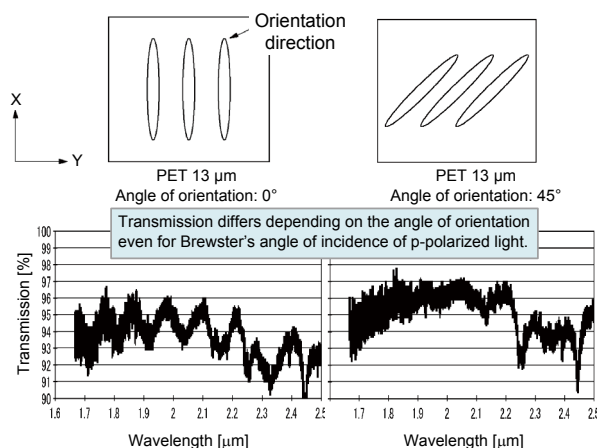 Orientation
direction
X
Y
PET 13 µm
Angle of orientation: 0°
PET 13 µm
Angle of orientation: 45°
Transmission differs depending on the angle of orientation
even for Brewster’s angle of incidence of p-polarized light.
Transmission [%]
100
99
98
97
96
95
94
93
92
91
90
1.6 1.7 1.8 1.9 2 2.1 2.2 2.3 2.4 2.5
1.6 1.7 1.8 1.9 2 2.1 2.2 2.3 2.4 2.5
Wavelength [µm]
Wavelength [µm]